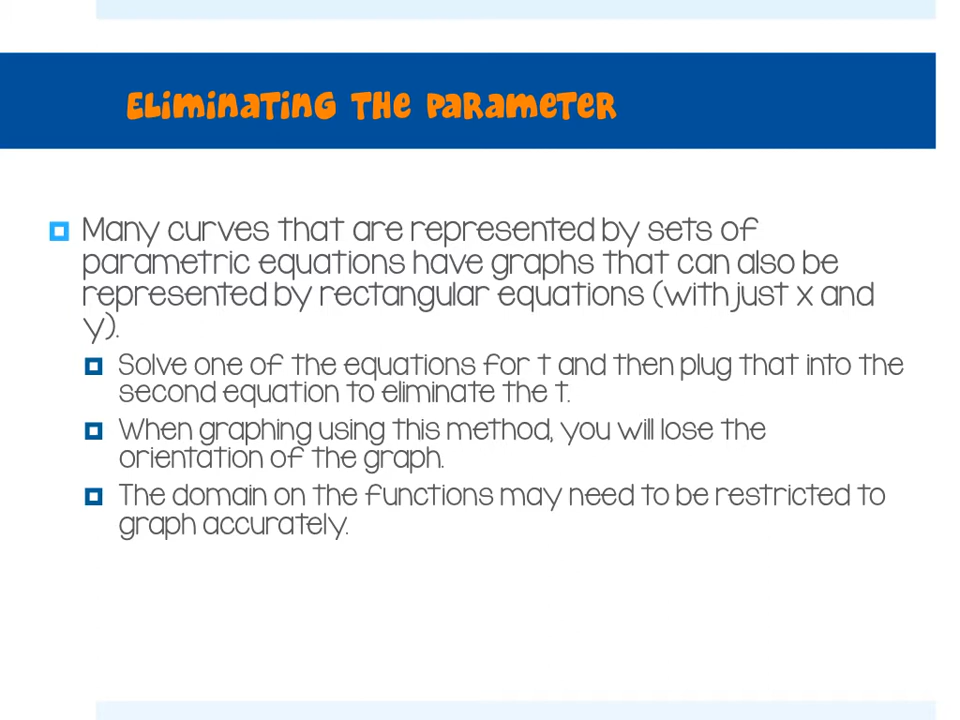 Eliminating the Parameter
Many curves that are represented by sets of
parametric equations have graphs that can also be
represented by rectangular equations (with just x and
y).
Solve one of the equations for t and then plug that into the
second equation to eliminate the t.
When graphing using this method, you will lose the
orientation of the graph.
The domain on the functions may need to be restricted to
graph accurately.